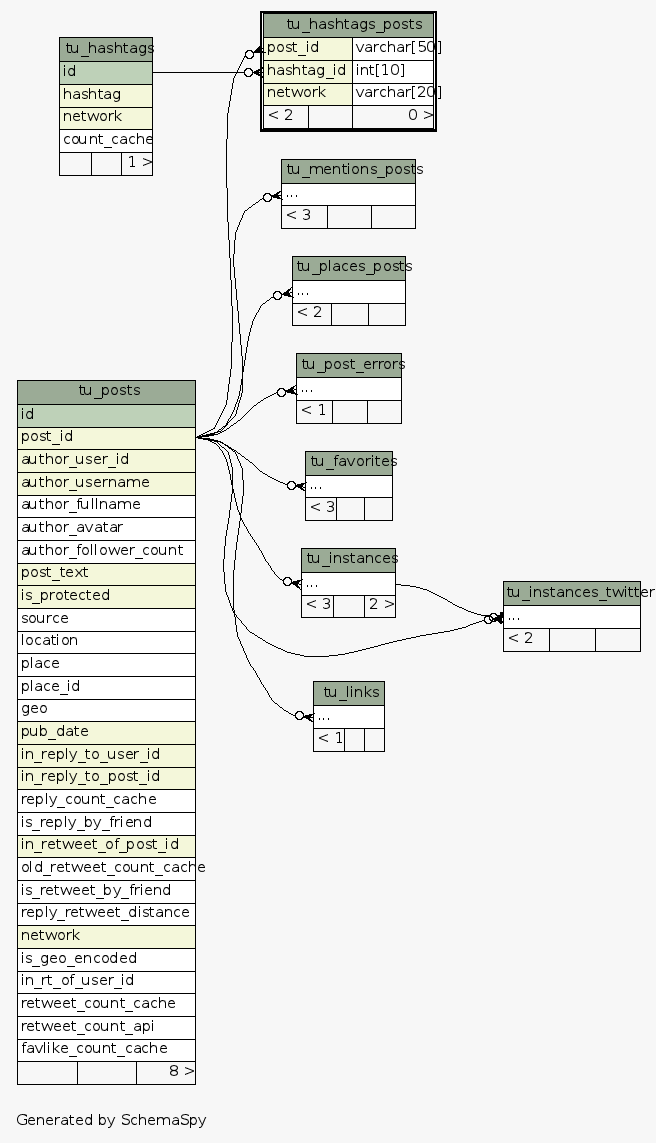 tu_hashtags
id
hashtag
network
count_cache
1 >
tu_hashtags_posts
post_id varchar[50]
hashtag_id int[10]
network varchar[20]
< 2 0 >
tu_mentions_posts
...
< 3
tu_places_posts
...
< 2
tu_post_errors
...
< 1
tu_favorites
...
< 3
tu_instances
...
< 3 2 >
tu_instances_twitter
...
< 2
tu_links
...
< 1
tu_posts
id
post_id
author_user_id
author_username
author_fullname
author_avatar
author_follower_count
post_text
is_protected
source
location
place
place_id
geo
pub_date
in_reply_to_user_id
in_reply_to_post_id
reply_count_cache
is_reply_by_friend
in_retweet_of_post_id
old_retweet_count_cache
is_retweet_by_friend
reply_retweet_distance
network
is_geo_encoded
in_rt_of_user_id
retweet_count_cache
retweet_count_api
favlike_count_cache
8 >
Generated by SchemaSpy